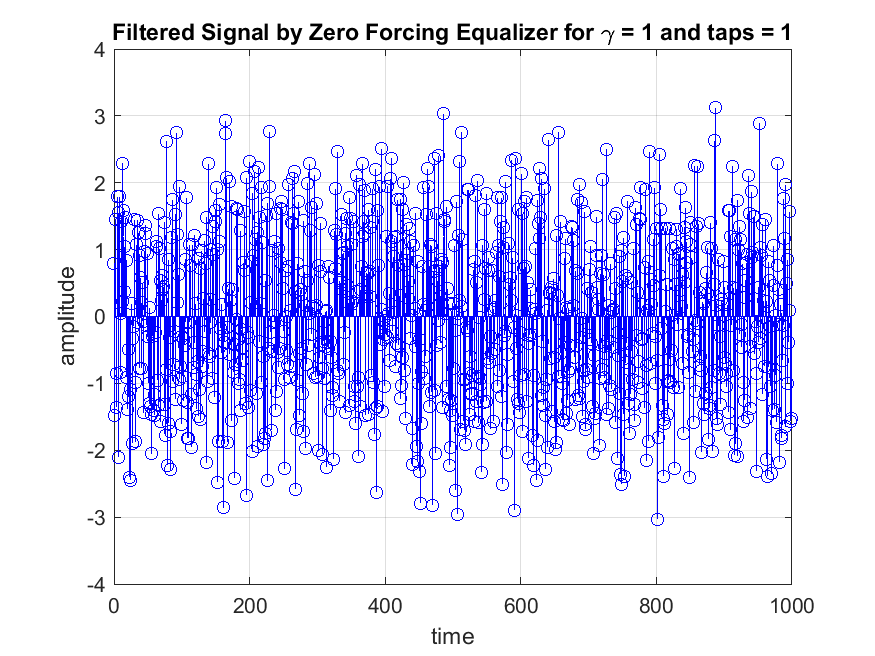 Filtered Signal by Zero Forcing Equalizer for γ = 1 and taps = 1
4
3
2
1
0
-1
-2
-3
-4
amplitude
0 200 400 600 800 1000
time